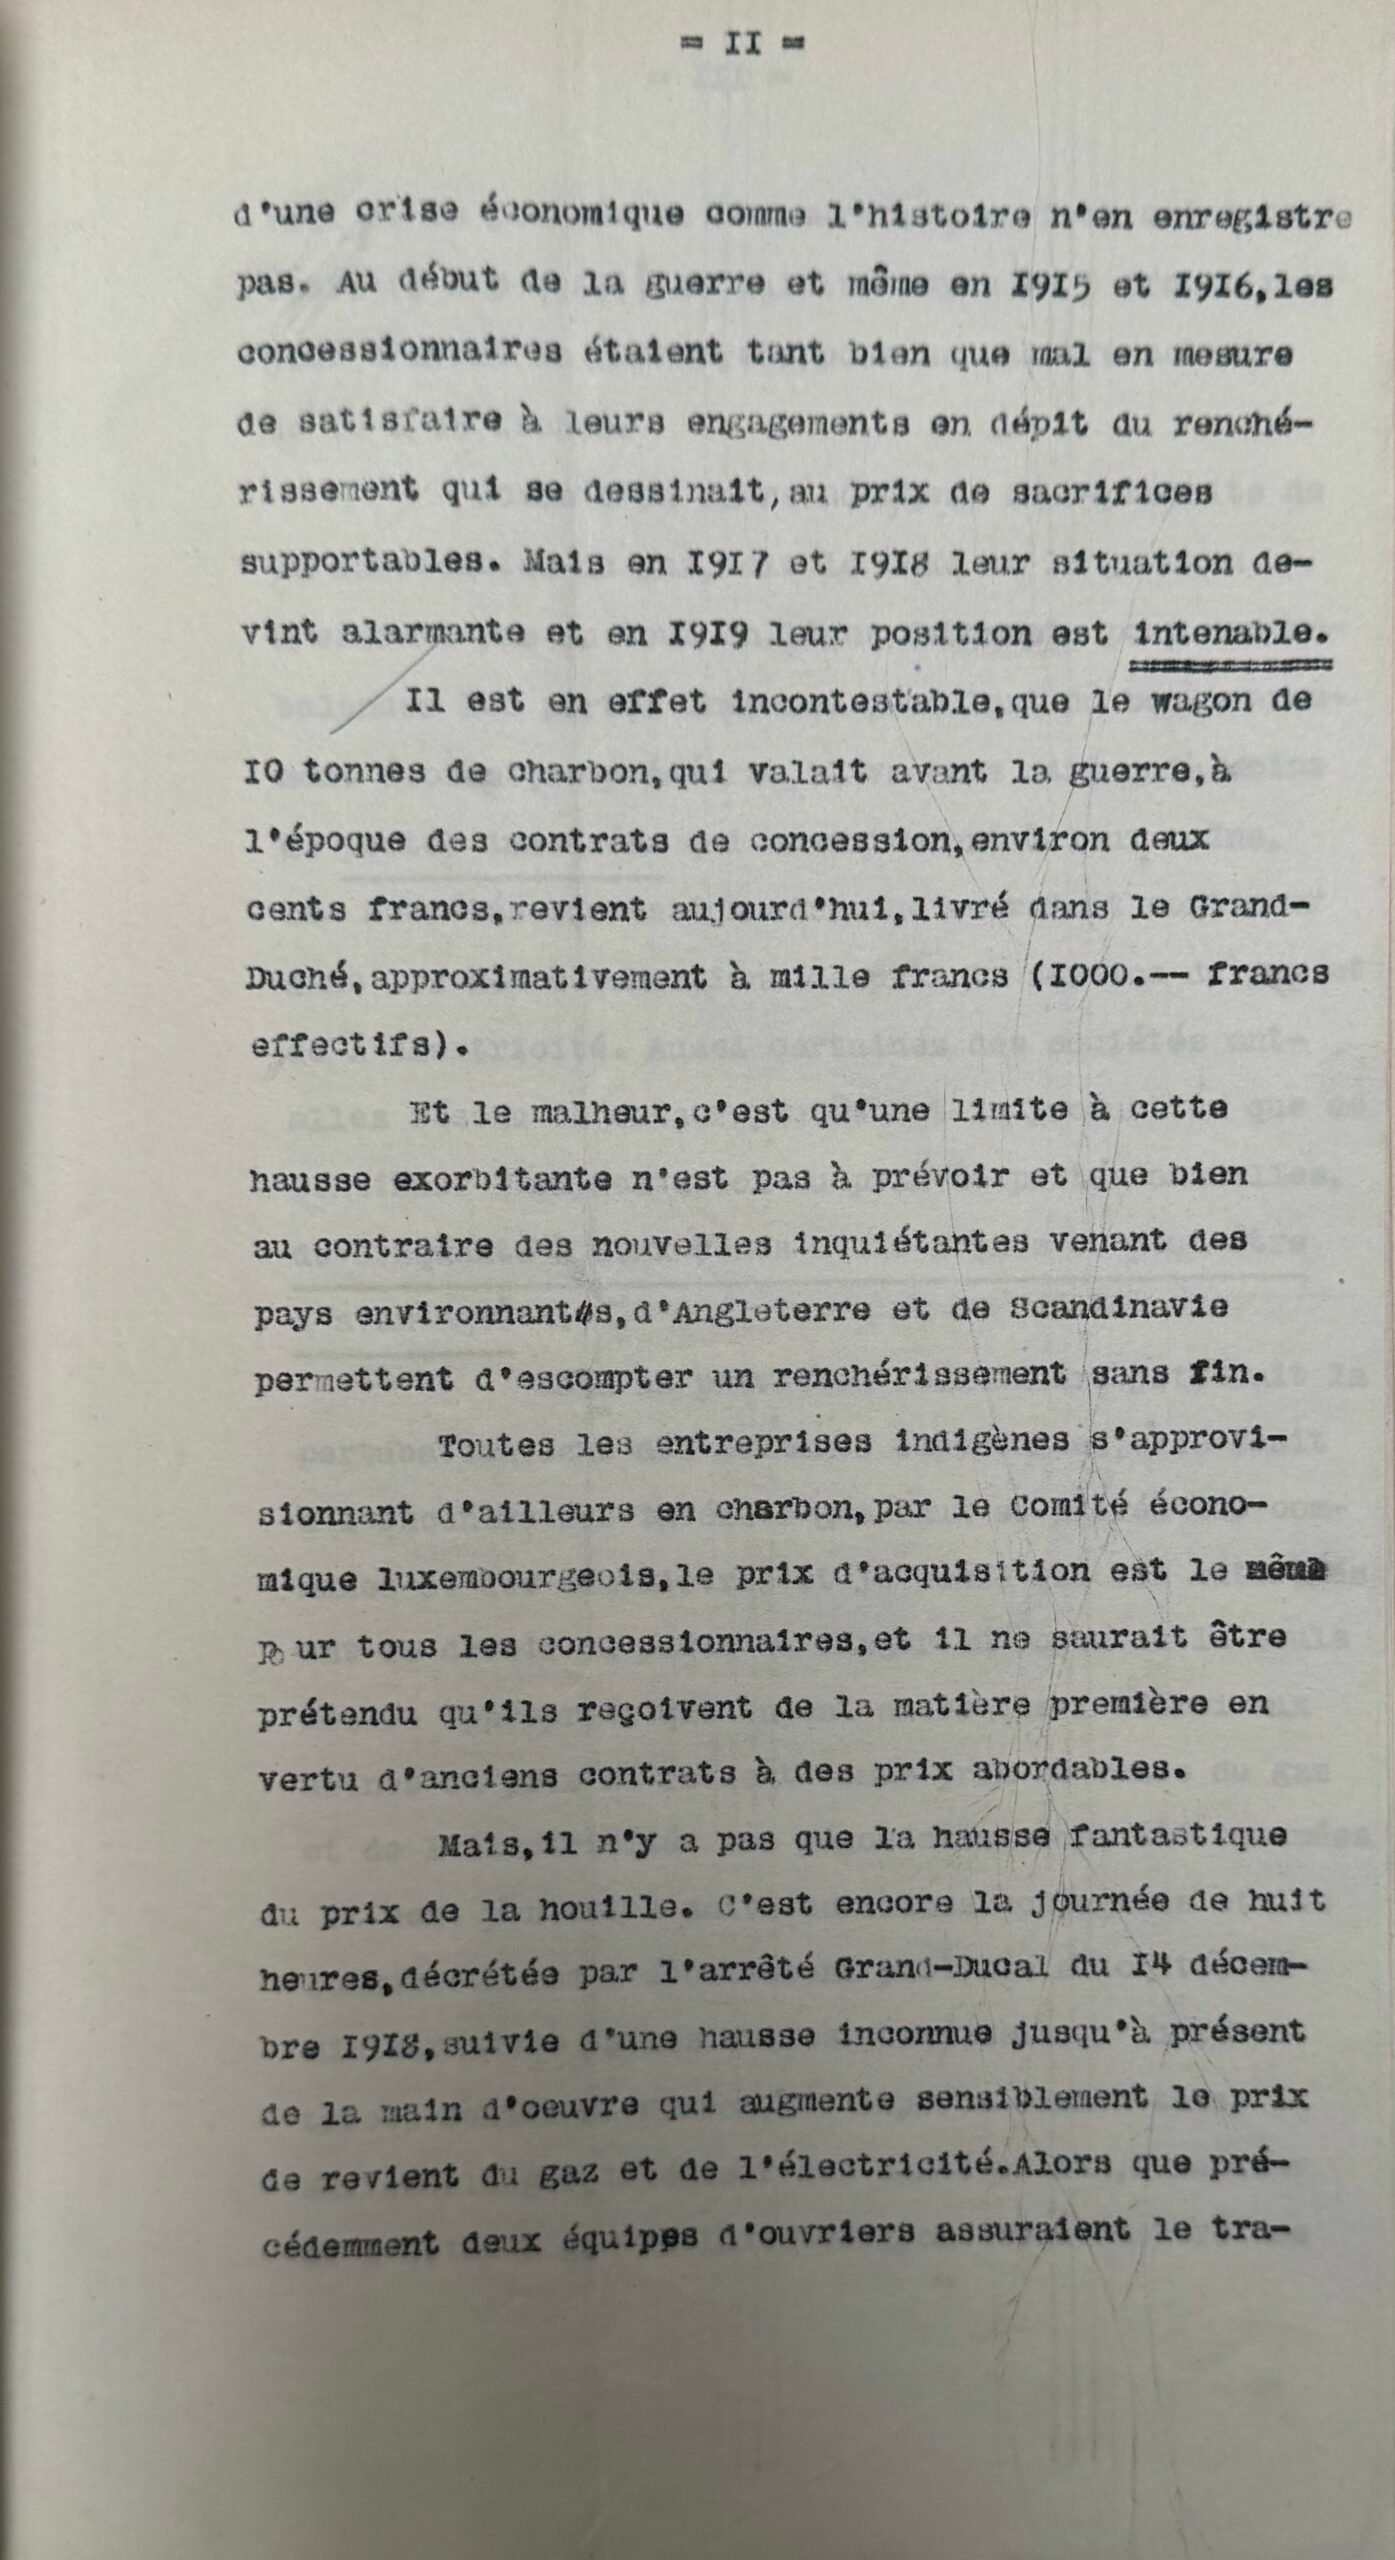 = II =
d'une crise économique comme l'histoire n'en enregistre
pas. Au début de la guerre et même en 1915 et 1916,les
concessionnaires étaient tant bien que mal en mesure
de satisfaire à leurs engagements en dépit du renché-
rissement qui se dessinait,au prix de sacrifices
supportables. Mais en 1917 et 1918 leur situation de-
vint alarmante et en 1919 leur position est intenable.
Il est en effet incontestable,que le wagon de
10 tonnes de charbon,qui valait avant la guerre,à
l'époque des contrats de concession,environ deux
cents francs,revient aujourd'hui,livré dans le Grand-
Duché,approximativement à mille francs (1000.-- francs
effectifs).
Et le malheur,c'est qu'une limite à cette
hausse exorbitante n'est pas à prévoir et que bien
au contraire des nouvelles inquiétantes venant des
pays environnants,d'Angleterre et de Scandinavie
permettent d'escompter un renchérissement sans fin.
Toutes les entreprises indigènes s'approvi-
sionnant d'ailleurs en charbon,par le Comité écono-
mique luxembourgeois,le prix d'acquisition est le même
pour tous les concessionnaires,et il ne saurait être
prétendu qu'ils reçoivent de la matière première en
vertu d'anciens contrats à des prix abordables.
Mais,il n'y a pas que la hausse fantastique
du prix de la houille. C'est encore la journée de huit
heures,décrétée par l'arrêté Grand-Ducal du 14 décem-
bre 1918,suivie d'une hausse inconnue jusqu'à présent
de la main d'oeuvre qui augmente sensiblement le prix
de revient du gaz et de l'électricité.Alors que pré-
cédemment deux équipes d'ouvriers assuraient le tra-